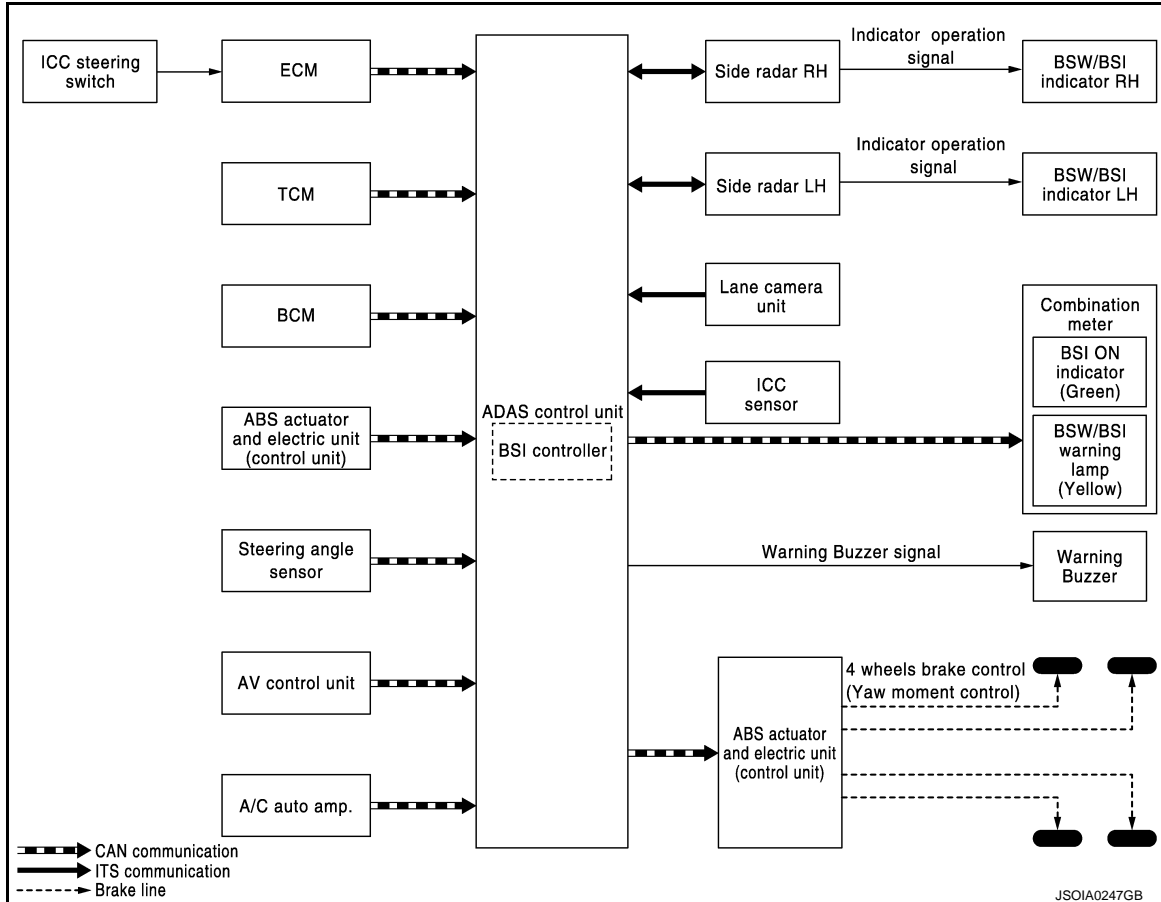 ICC steering
switch
ECM
TCM
BCM
ABS actuator
and electric unit
(control unit)
Steering angle
sensor
AV control unit
A/C auto amp.
ADAS control unit
BSI controller
Side radar RH
Indicator operation
signal
BSW/BSI
indicator RH
Side radar LH
Indicator operation
signal
BSW/BSI
indicator LH
Lane camera
unit
ICC
sensor
Combination
meter
BSI ON
indicator
(Green)
BSW/BSI
warning
lamp
(Yellow)
Warning Buzzer signal
Warning
Buzzer
ABS actuator
and electric unit
(control unit)
4 wheels brake control
(Yaw moment control)
CAN communication
ITS communication
Brake line
JSOIA0247GB